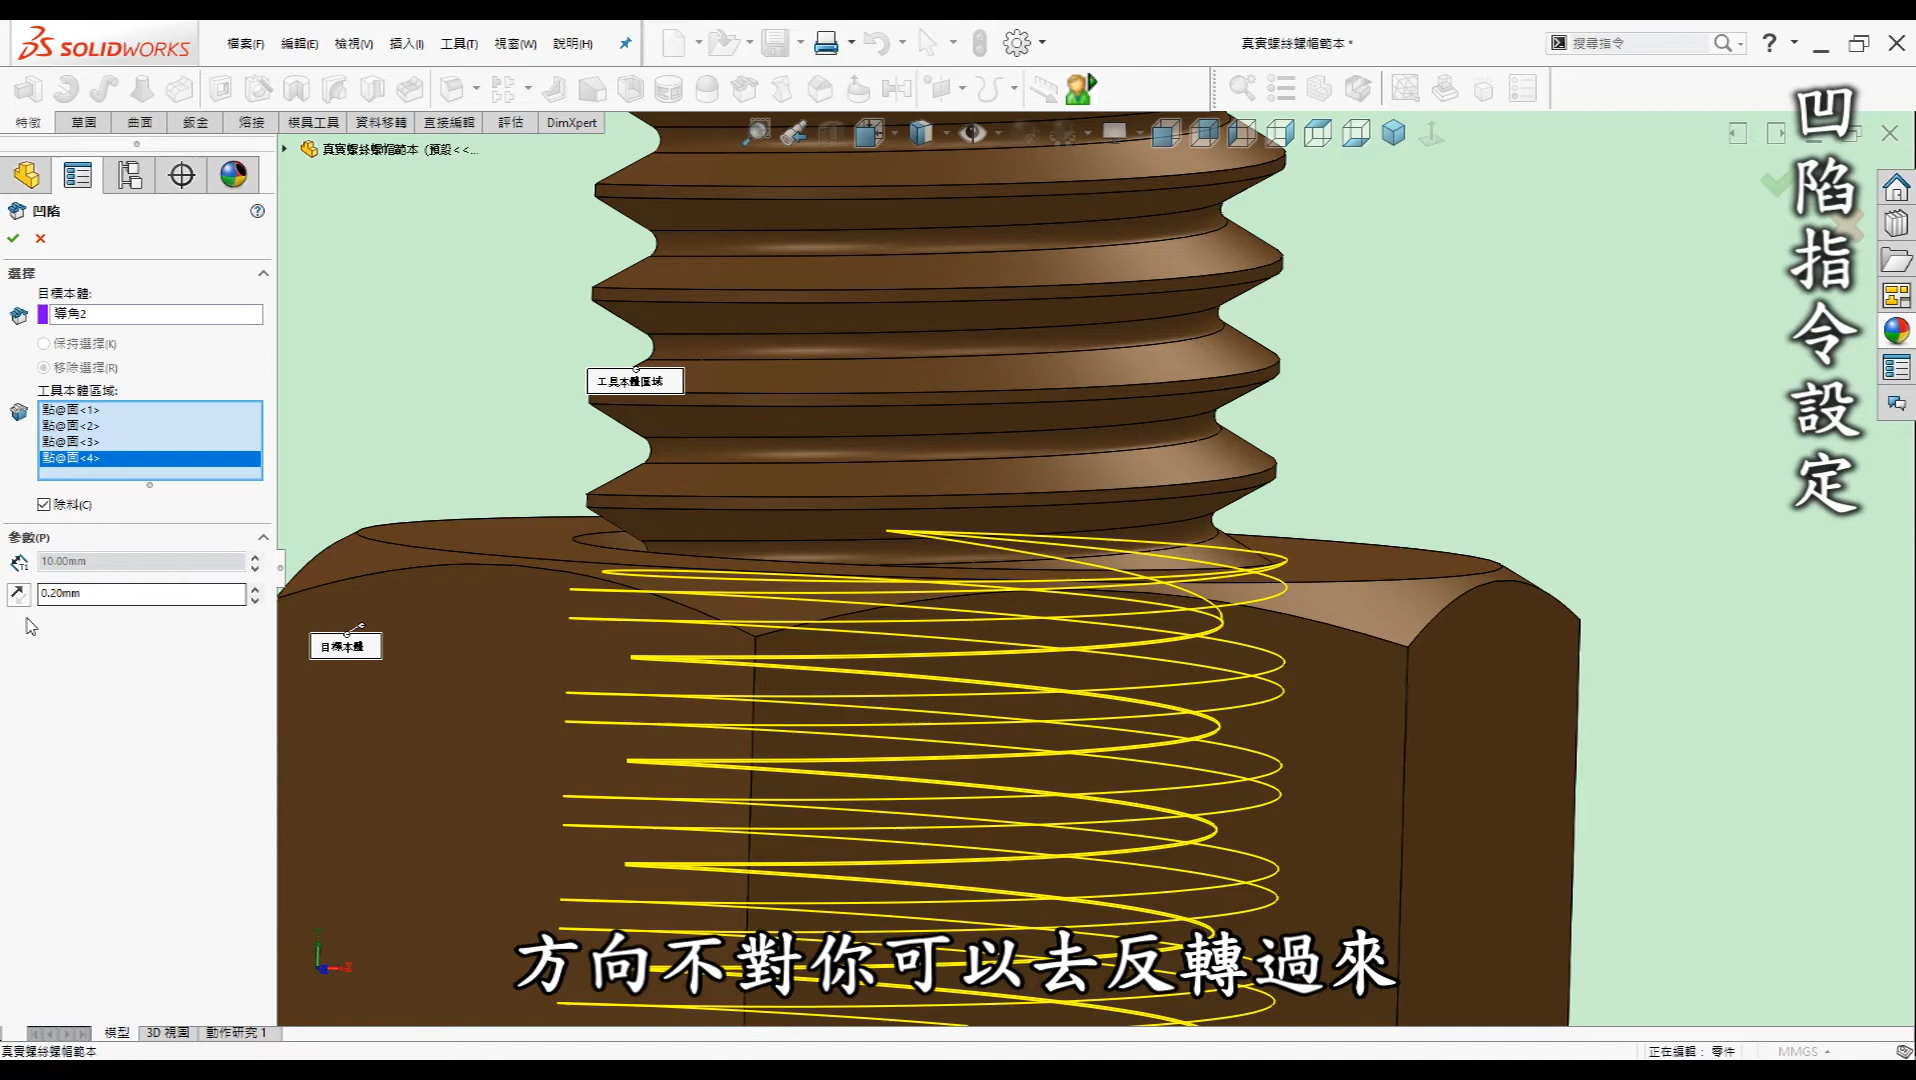 SOLIDWORKS
檔案(F) 編輯(E) 檢視(V) 插入(I) 工具(T) 視窗(W) 說明(H)
真實螺絲螺帽範本 *
搜尋指令
特徵 草圖 曲面 鈑金 熔接 模具工具 資料移轉 直接編輯 評估 DimXpert
真實螺絲螺帽範本 (預設<<...
凹陷
選擇
目標本體:
導角2
保持選擇(K)
移除選擇(R)
工具本體區域:
點@面<1>
點@面<2>
點@面<3>
點@面<4>
除料(C)
參數(P)
10.00mm
0.20mm
工具本體區域
目標本體
凹陷指令設定
方向不對你可以去反轉過來
模型 3D 視圖 動作研究 1
真實螺絲螺帽範本
正在編輯: 零件
MMGS